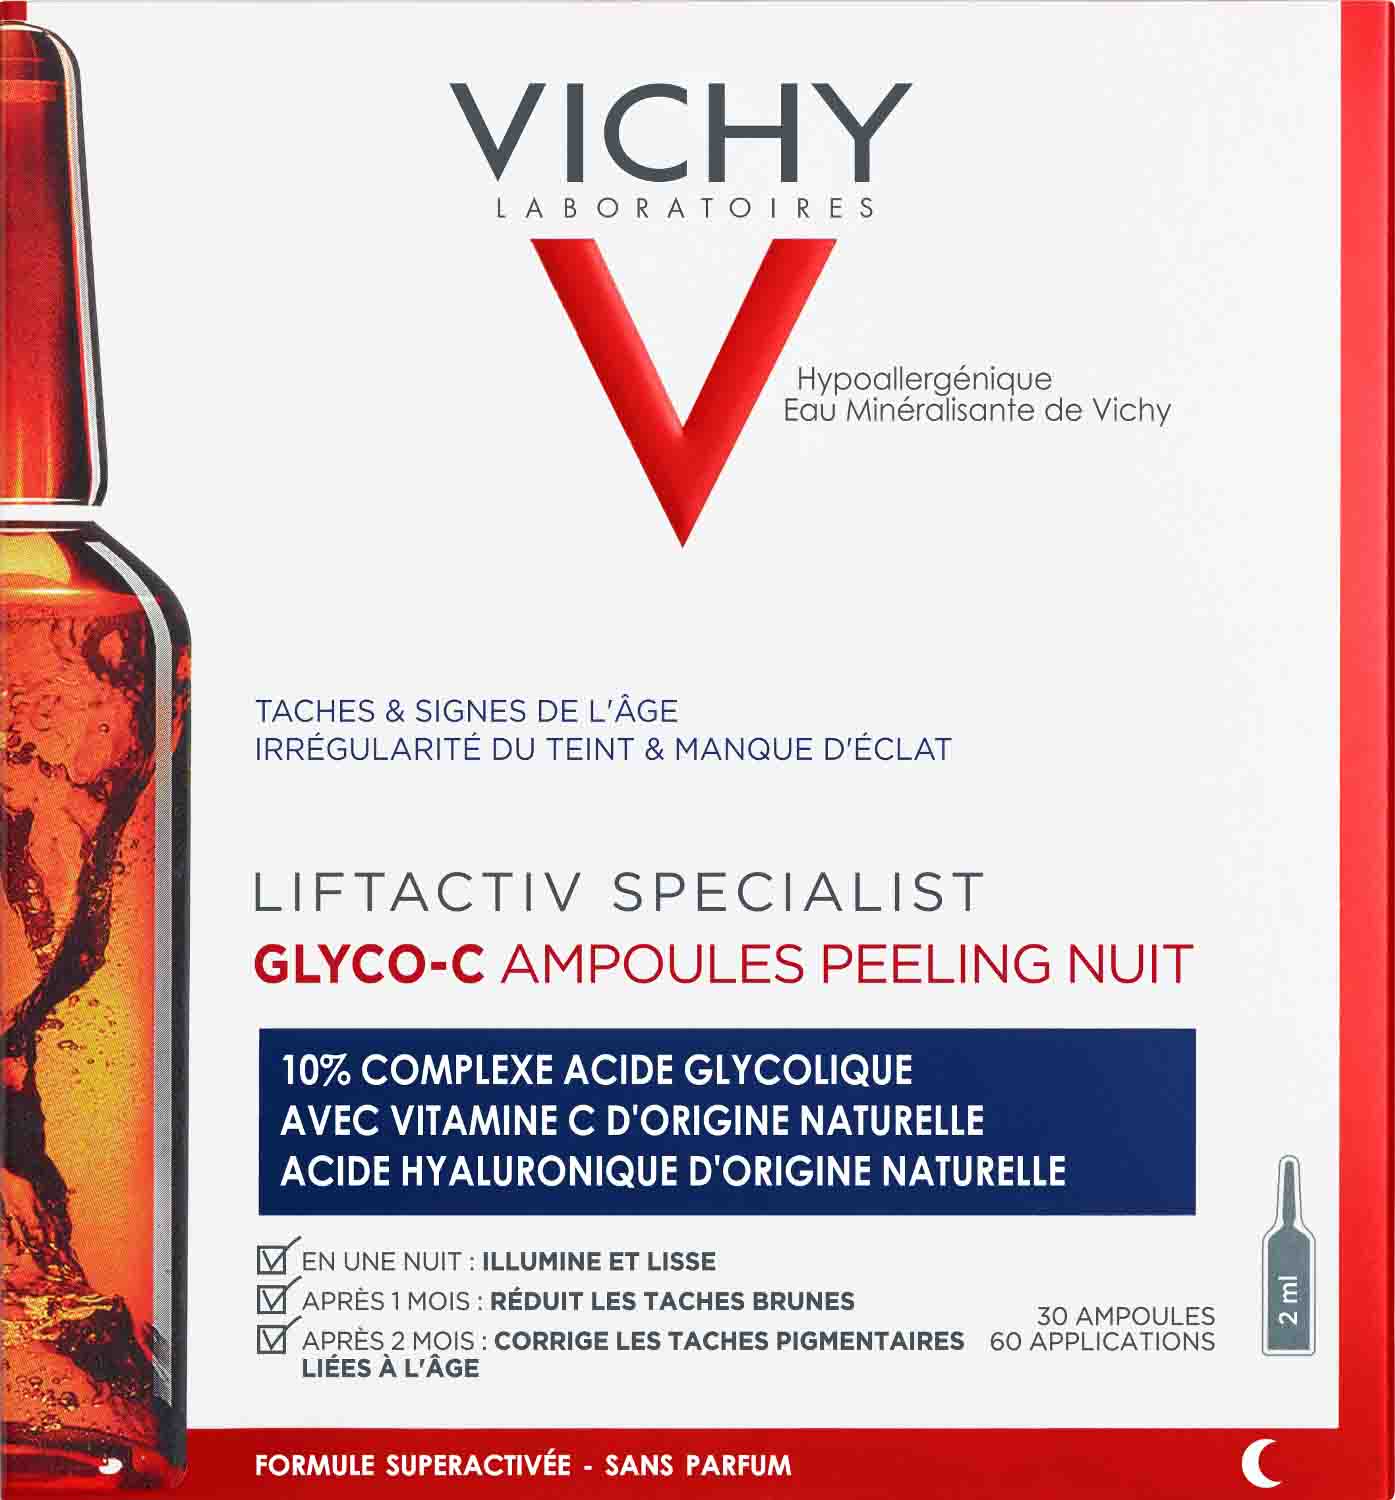 VICHY
LABORATOIRES
Hypoallergénique
Eau Minéralisante de Vichy
TACHES & SIGNES DE L'ÂGE
IRRÉGULARITÉ DU TEINT & MANQUE D'ÉCLAT
LIFTACTIV SPECIALIST
GLYCO-C AMPOULES PEELING NUIT
10% COMPLEXE ACIDE GLYCOLIQUE
AVEC VITAMINE C D'ORIGINE NATURELLE
ACIDE HYALURONIQUE D'ORIGINE NATURELLE
EN UNE NUIT : ILLUMINE ET LISSE
APRÈS 1 MOIS : RÉDUIT LES TACHES BRUNES
APRÈS 2 MOIS : CORRIGE LES TACHES PIGMENTAIRES
LIÉES À L'ÂGE
30 AMPOULES
60 APPLICATIONS
2 ml
FORMULE SUPERACTIVÉE - SANS PARFUM